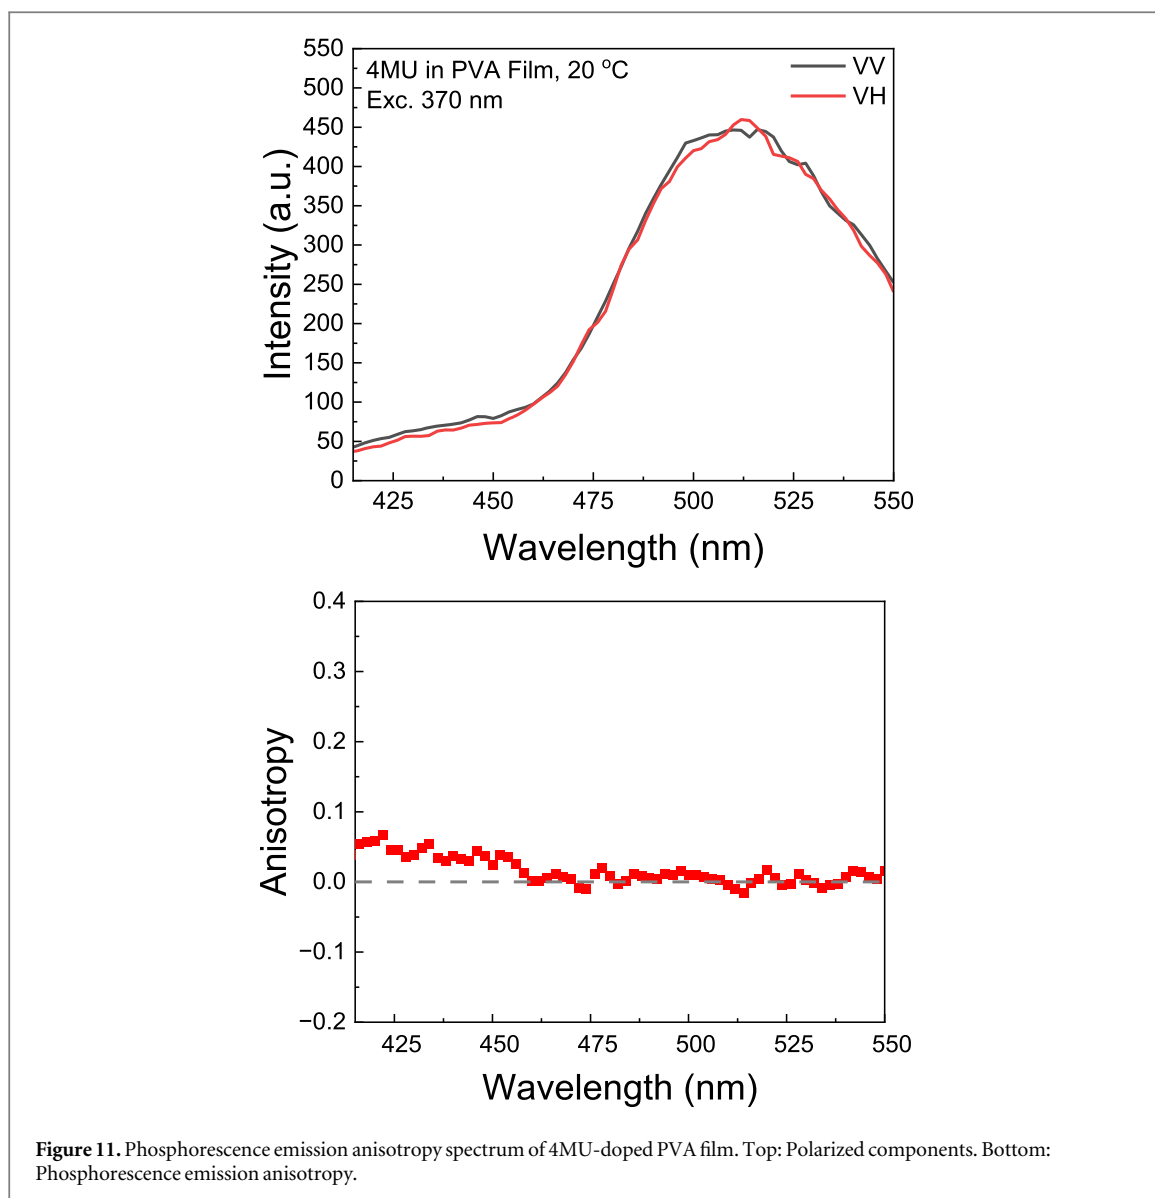 550
500
450
400
350
300
250
200
150
100
50
0
Intensity (a.u.)
4MU in PVA Film, 20 °C
Exc. 370 nm
VV
VH
425 450 475 500 525 550
Wavelength (nm)
0.4
0.3
0.2
0.1
0.0
−0.1
−0.2
Anisotropy
425 450 475 500 525 550
Wavelength (nm)
Figure 11. Phosphorescence emission anisotropy spectrum of 4MU-doped PVA film. Top: Polarized components. Bottom:
Phosphorescence emission anisotropy.